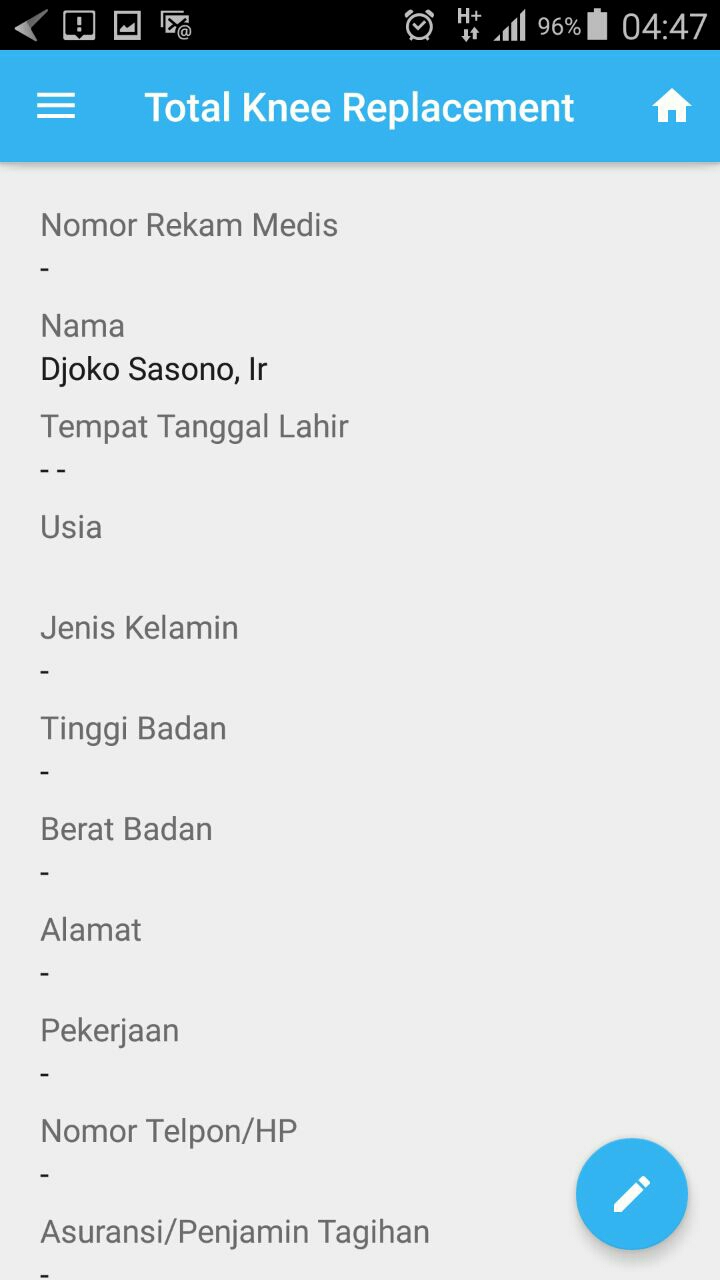 H+
96%
04:47
Total Knee Replacement
Nomor Rekam Medis
-
Nama
Djoko Sasono, Ir
Tempat Tanggal Lahir
- -
Usia
Jenis Kelamin
-
Tinggi Badan
-
Berat Badan
-
Alamat
-
Pekerjaan
-
Nomor Telpon/HP
-
Asuransi/Penjamin Tagihan
-